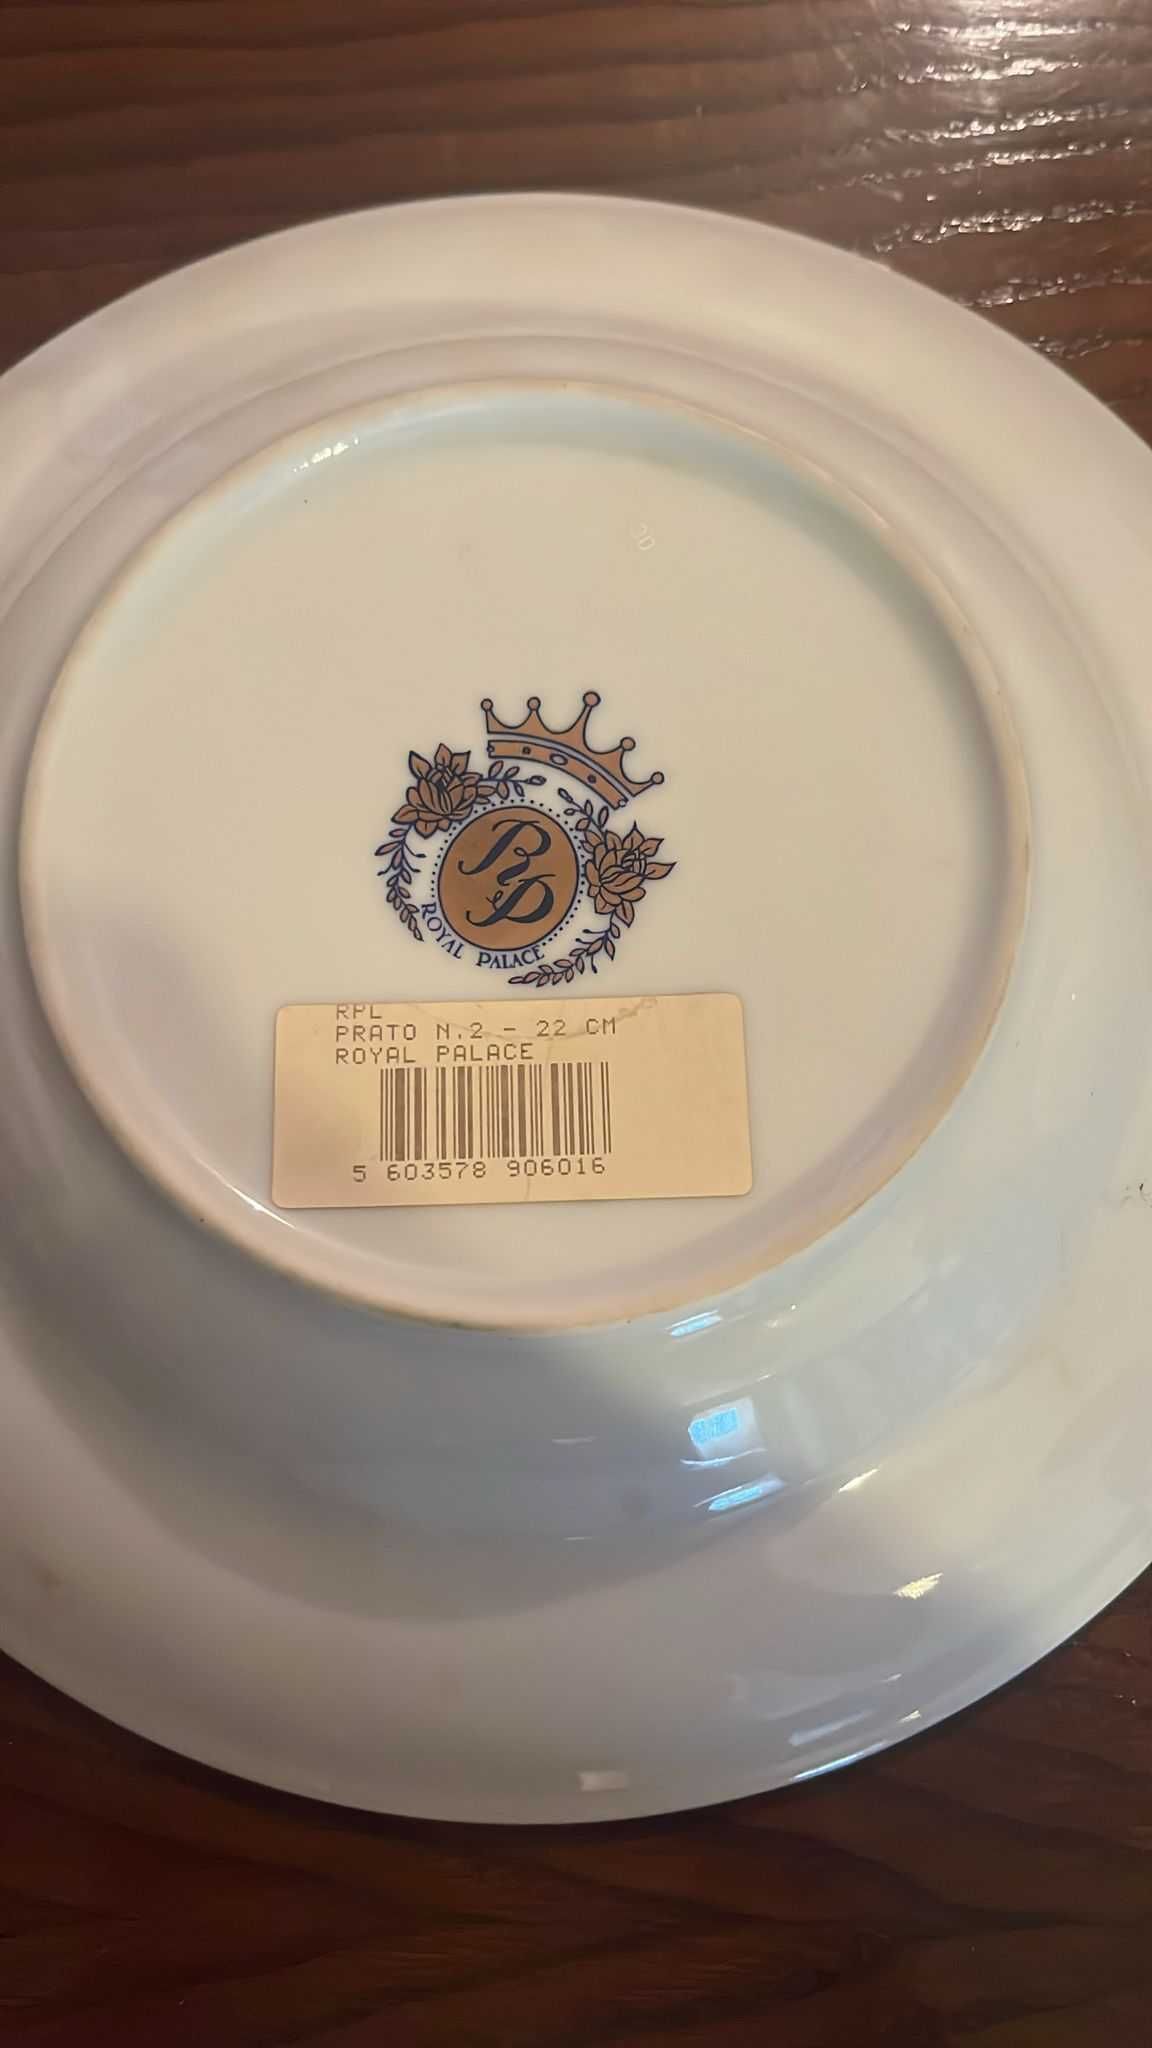 RP
ROYAL PALACE
RPL
PRATO N.2 - 22 CM
ROYAL PALACE
5 603578 906016